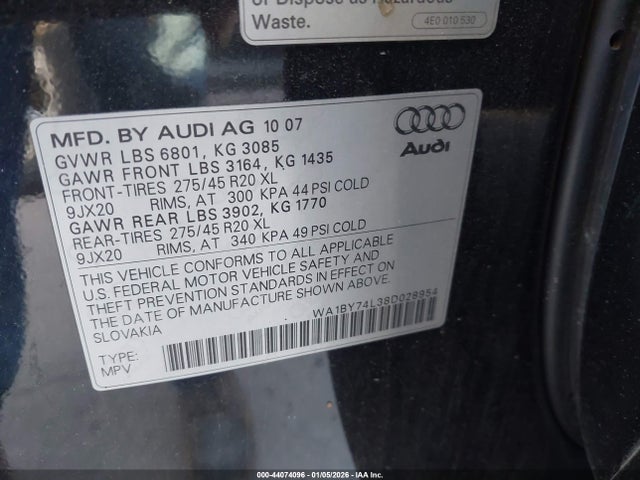 or Dispose as Hazardous
Waste.
4E0 010 530
MFD. BY AUDI AG 10 07
GVWR LBS 6801, KG 3085
GAWR FRONT LBS 3164, KG 1435
FRONT-TIRES 275/45 R20 XL
9JX20 RIMS, AT 300 KPA 44 PSI COLD
GAWR REAR LBS 3902, KG 1770
REAR-TIRES 275/45 R20 XL
9JX20 RIMS, AT 340 KPA 49 PSI COLD
THIS VEHICLE CONFORMS TO ALL APPLICABLE
U.S. FEDERAL MOTOR VEHICLE SAFETY AND
THEFT PREVENTION STANDARDS IN EFFECT ON
THE DATE OF MANUFACTURE SHOWN ABOVE.
SLOVAKIA
WA1BY74L38D028954
TYPE:
MPV
Audi
000-44074096 - 01/05/2026 - IAA Inc.